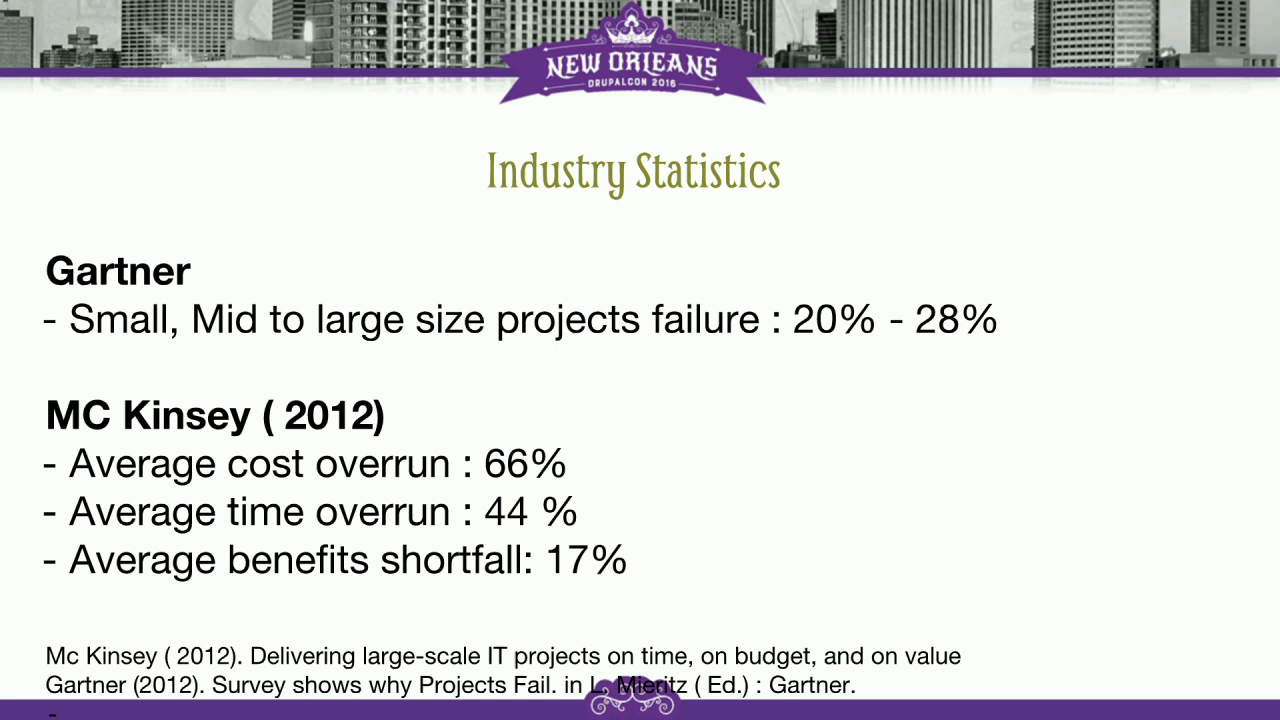 NEW ORLEANS
DRUPALCON 2016
Industry Statistics
Gartner
- Small, Mid to large size projects failure : 20% - 28%
MC Kinsey ( 2012)
- Average cost overrun : 66%
- Average time overrun : 44 %
- Average benefits shortfall: 17%
Mc Kinsey ( 2012). Delivering large-scale IT projects on time, on budget, and on value
Gartner (2012). Survey shows why Projects Fail. in L. Mieritz ( Ed.) : Gartner.
-